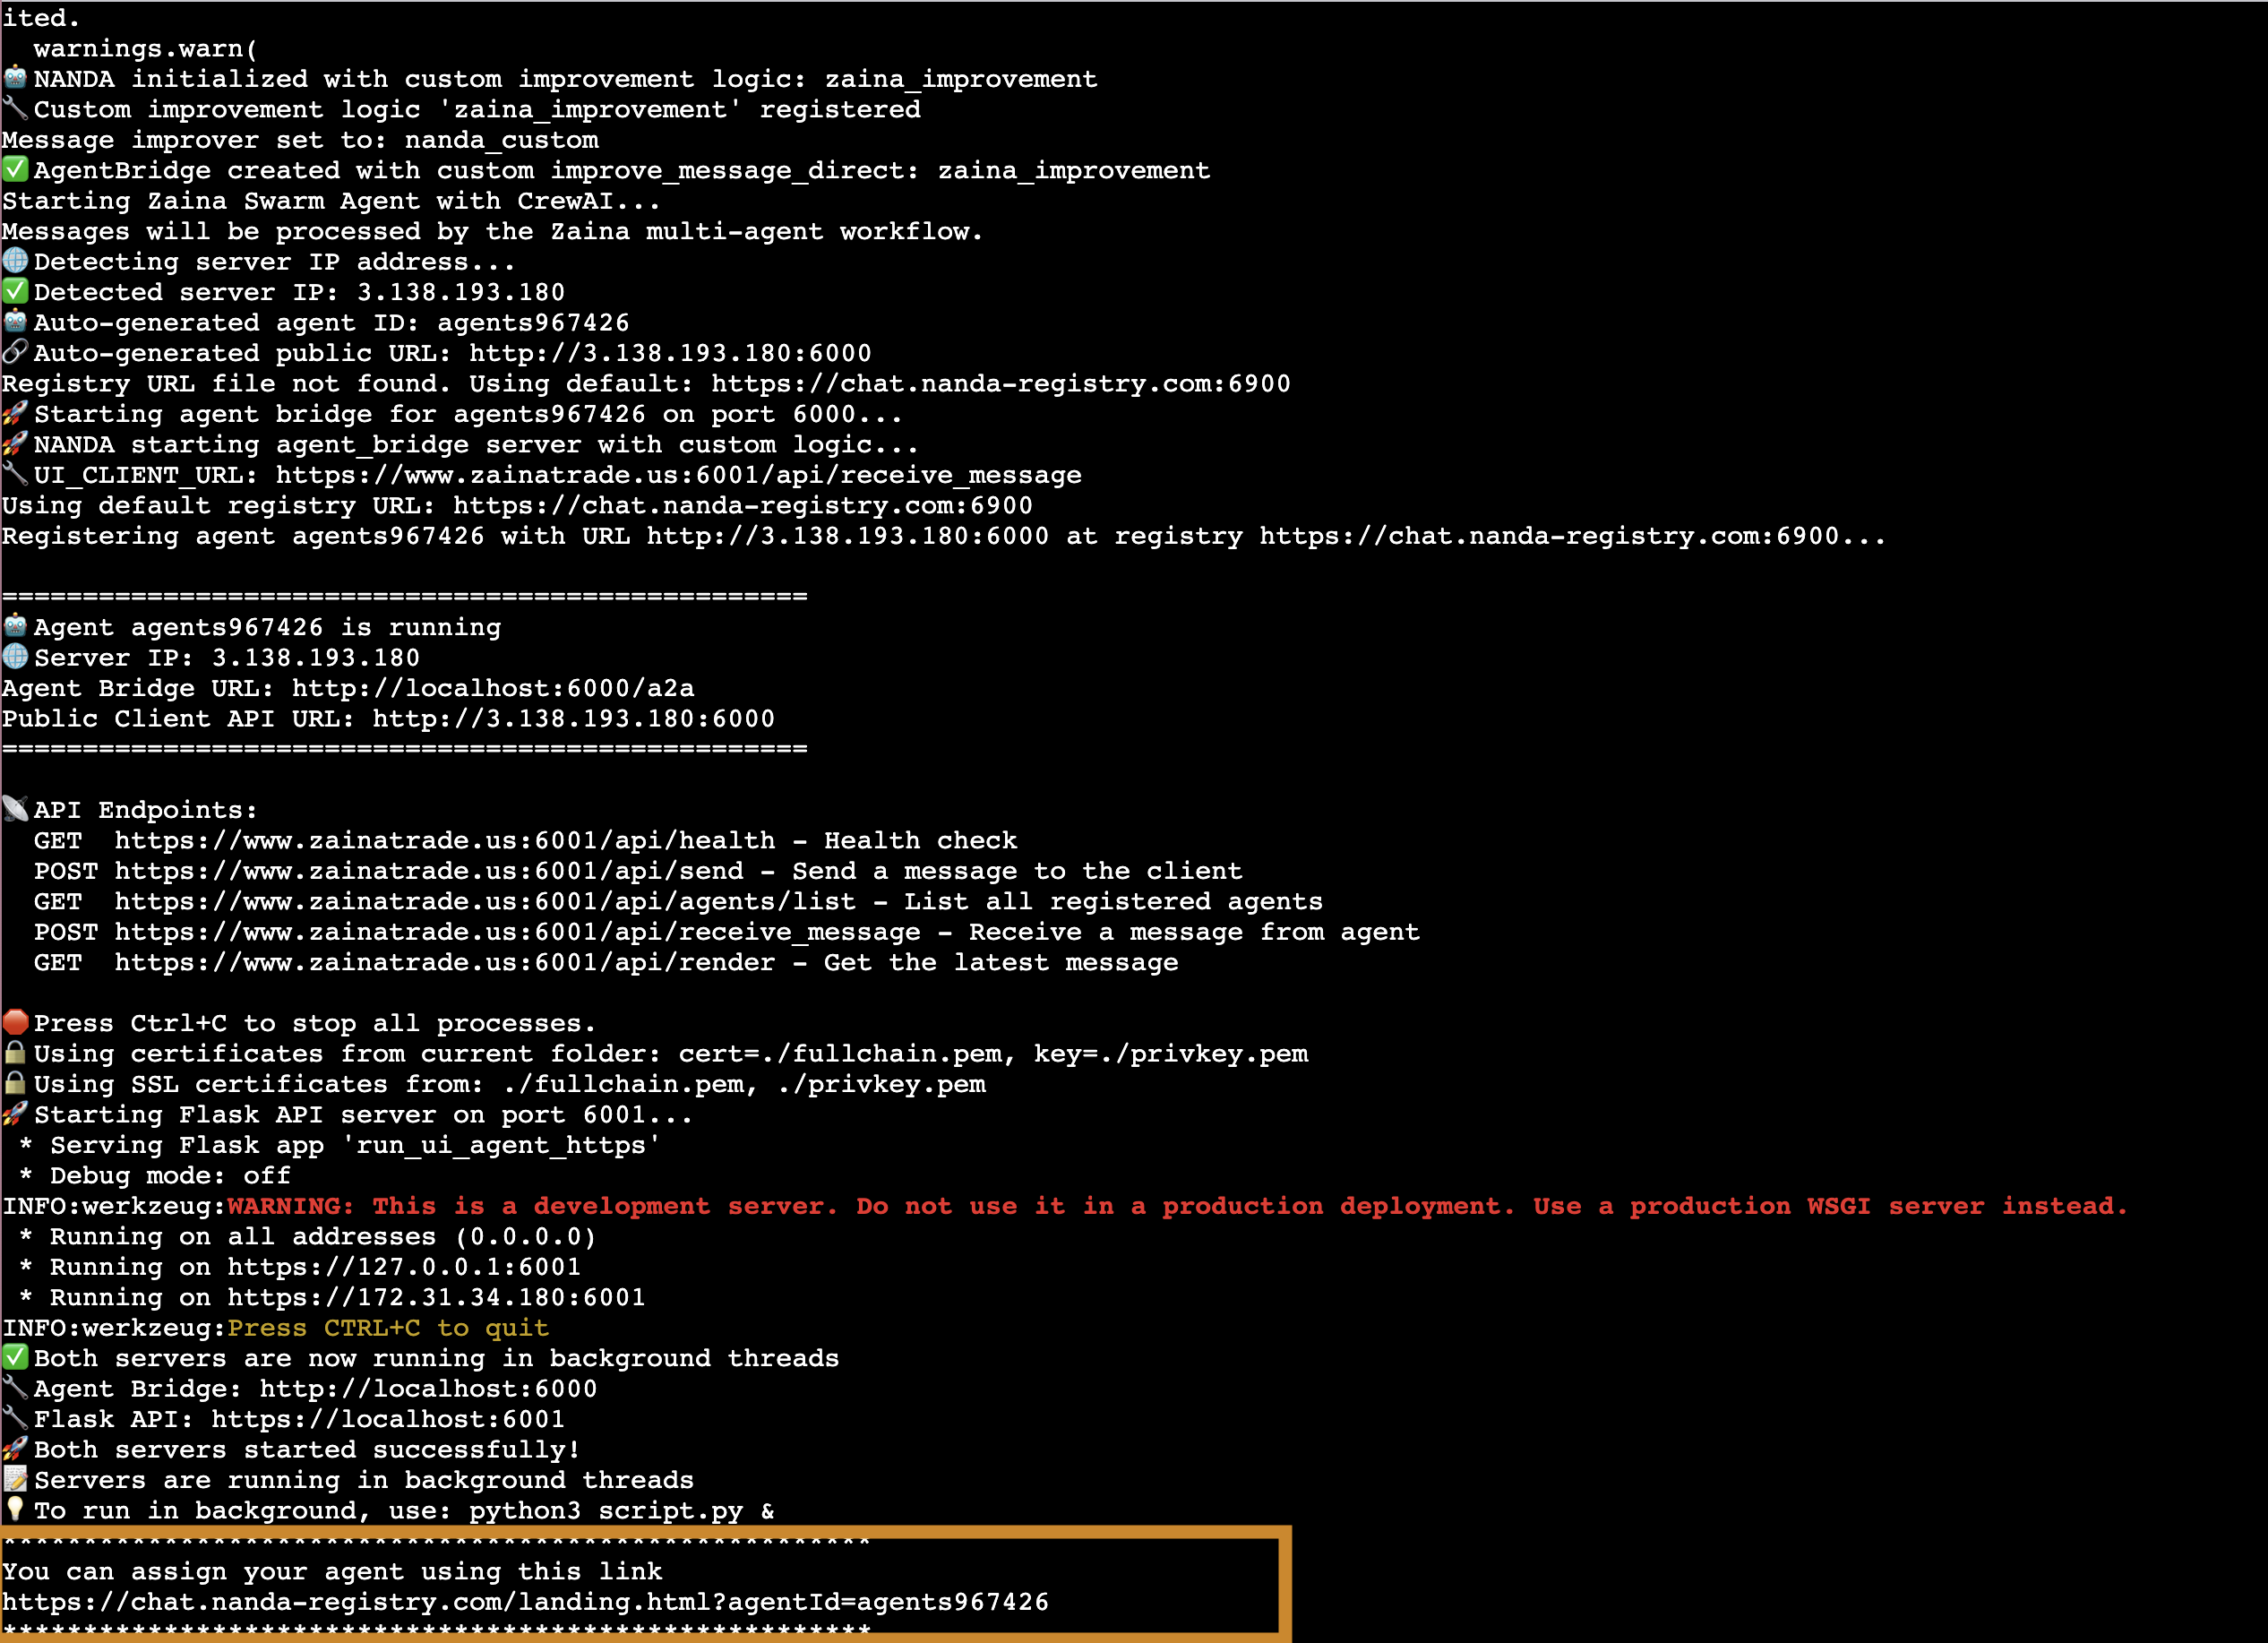 ited.
  warnings.warn(
🤖NANDA initialized with custom improvement logic: zaina_improvement
🔧Custom improvement logic 'zaina_improvement' registered
Message improver set to: nanda_custom
✅AgentBridge created with custom improve_message_direct: zaina_improvement
Starting Zaina Swarm Agent with CrewAI...
Messages will be processed by the Zaina multi-agent workflow.
🌐Detecting server IP address...
✅Detected server IP: 3.138.193.180
🤖Auto-generated agent ID: agents967426
🔗Auto-generated public URL: http://3.138.193.180:6000
Registry URL file not found. Using default: https://chat.nanda-registry.com:6900
🚀Starting agent bridge for agents967426 on port 6000...
🚀NANDA starting agent_bridge server with custom logic...
🔧UI_CLIENT_URL: https://www.zainatrade.us:6001/api/receive_message
Using default registry URL: https://chat.nanda-registry.com:6900
Registering agent agents967426 with URL http://3.138.193.180:6000 at registry https://chat.nanda-registry.com:6900...

==================================================
🤖Agent agents967426 is running
🌐Server IP: 3.138.193.180
Agent Bridge URL: http://localhost:6000/a2a
Public Client API URL: http://3.138.193.180:6000
==================================================

📡API Endpoints:
  GET  https://www.zainatrade.us:6001/api/health - Health check
  POST https://www.zainatrade.us:6001/api/send - Send a message to the client
  GET  https://www.zainatrade.us:6001/api/agents/list - List all registered agents
  POST https://www.zainatrade.us:6001/api/receive_message - Receive a message from agent
  GET  https://www.zainatrade.us:6001/api/render - Get the latest message

🛑Press Ctrl+C to stop all processes.
🔒Using certificates from current folder: cert=./fullchain.pem, key=./privkey.pem
🔒Using SSL certificates from: ./fullchain.pem, ./privkey.pem
🚀Starting Flask API server on port 6001...
 * Serving Flask app 'run_ui_agent_https'
 * Debug mode: off
INFO:werkzeug:WARNING: This is a development server. Do not use it in a production deployment. Use a production WSGI server instead.
 * Running on all addresses (0.0.0.0)
 * Running on https://127.0.0.1:6001
 * Running on https://172.31.34.180:6001
INFO:werkzeug:Press CTRL+C to quit
✅Both servers are now running in background threads
🔧Agent Bridge: http://localhost:6000
🔧Flask API: https://localhost:6001
🚀Both servers started successfully!
📝Servers are running in background threads
💡To run in background, use: python3 script.py &
******************************************************
You can assign your agent using this link
https://chat.nanda-registry.com/landing.html?agentId=agents967426
******************************************************